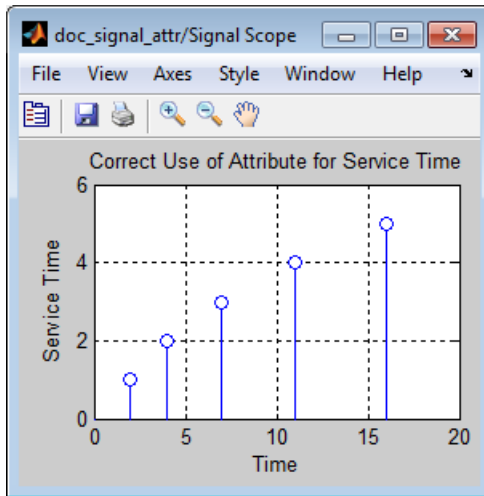 doc_signal_attr/Signal Scope
File View Axes Style Window Help
Correct Use of Attribute for Service Time
Service Time
6
4
2
0
0 5 10 15 20
Time